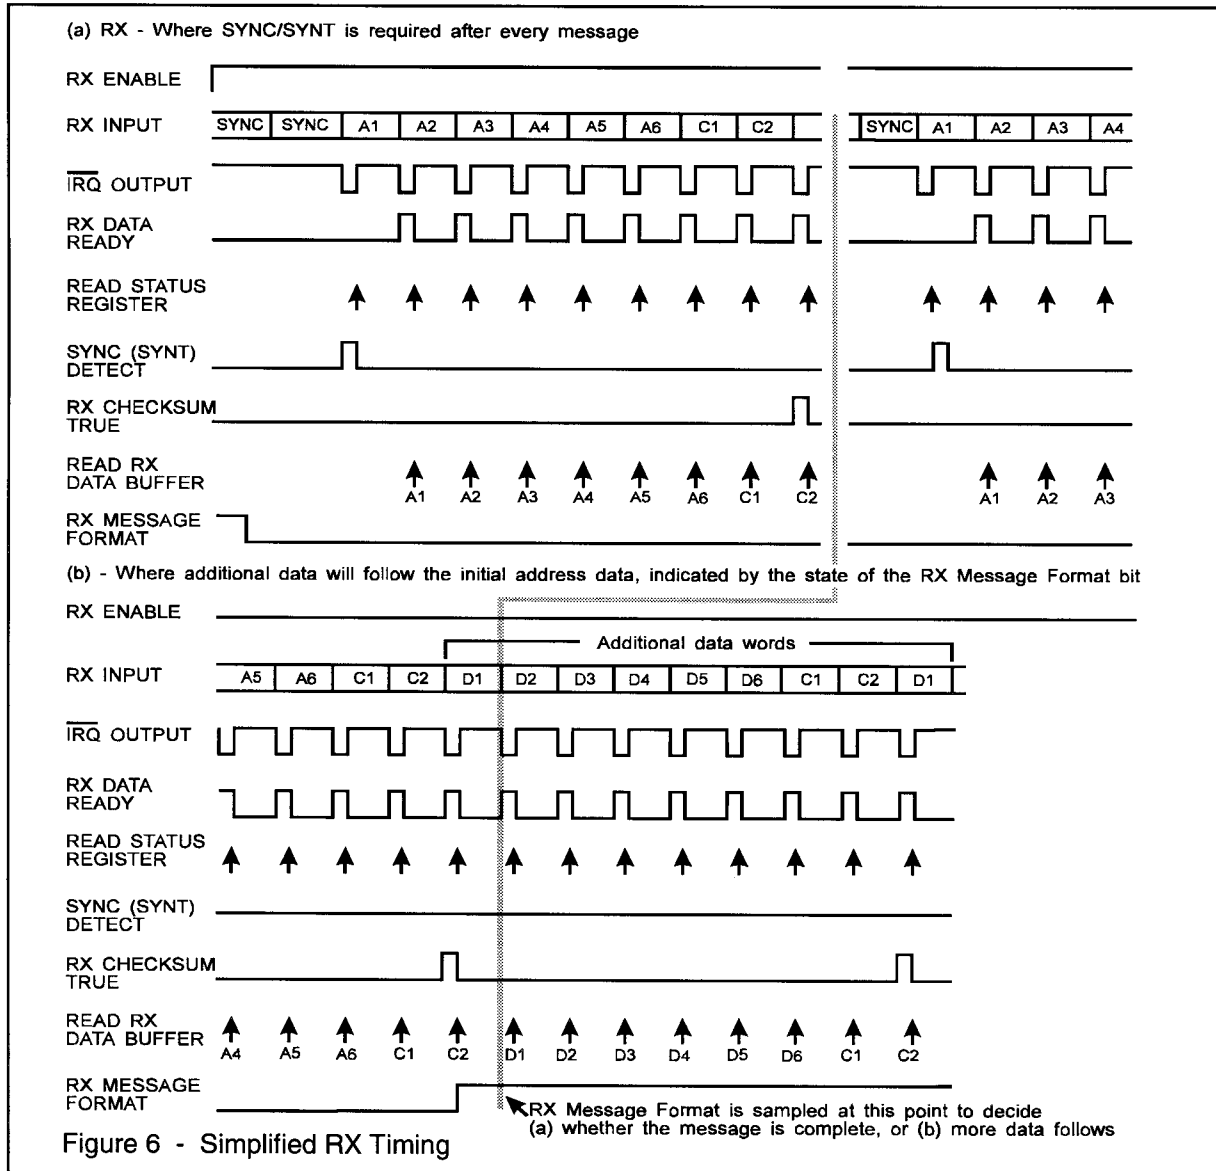 (a) RX - Where SYNC/SYNT is required after every message
RX ENABLE
RX INPUT SYNC SYNC A1 A2 A3 A4 A5 A6 C1 C2 SYNC A1 A2 A3 A4
IRQ OUTPUT
RX DATA
READY
READ STATUS
REGISTER
SYNC (SYNT)
DETECT
RX CHECKSUM
TRUE
READ RX
DATA BUFFER
A1 A2 A3 A4 A5 A6 C1 C2 A1 A2 A3
RX MESSAGE
FORMAT
(b) - Where additional data will follow the initial address data, indicated by the state of the RX Message Format bit
RX ENABLE
Additional data words
RX INPUT A5 A6 C1 C2 D1 D2 D3 D4 D5 D6 C1 C2 D1
IRQ OUTPUT
RX DATA
READY
READ STATUS
REGISTER
SYNC (SYNT)
DETECT
RX CHECKSUM
TRUE
READ RX
DATA BUFFER
A4 A5 A6 C1 C2 D1 D2 D3 D4 D5 D6 C1 C2
RX MESSAGE
FORMAT
RX Message Format is sampled at this point to decide
(a) whether the message is complete, or (b) more data follows
Figure 6 - Simplified RX Timing